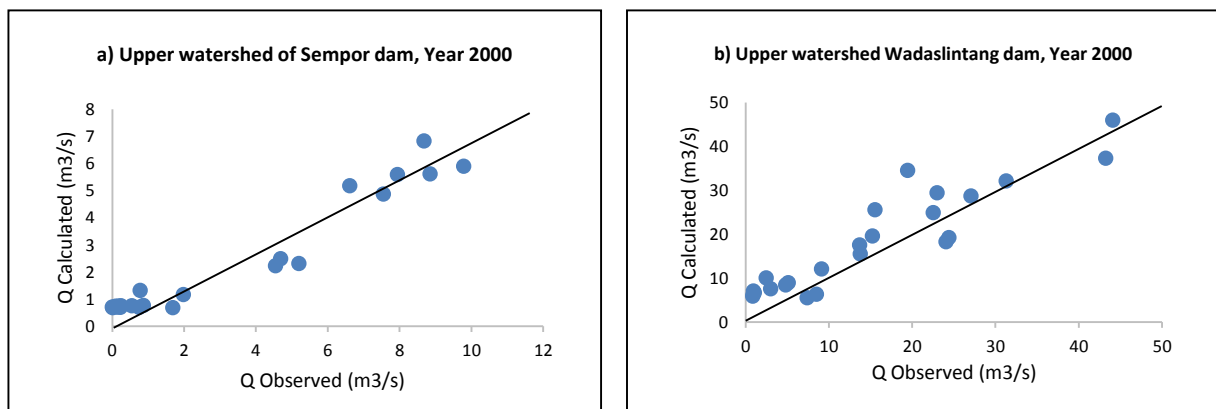 a) Upper watershed of Sempor dam, Year 2000
8
7
6
5
4
3
2
1
0
Q Calculated (m3/s)
0 2 4 6 8 10 12
Q Observed (m3/s)
b) Upper watershed Wadaslintang dam, Year 2000
50
40
30
20
10
0
Q Calculated (m3/s)
0 10 20 30 40 50
Q Observed (m3/s)